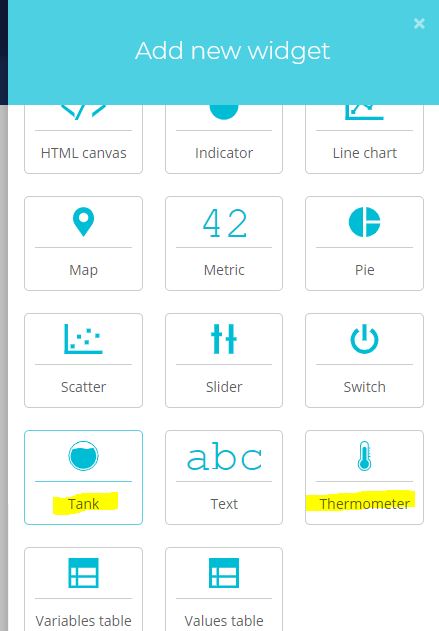 Add new widget
×
HTML canvas
Indicator
Line chart
42
Map
Metric
Pie
Scatter
Slider
Switch
abc
Tank
Text
Thermometer
Variables table
Values table